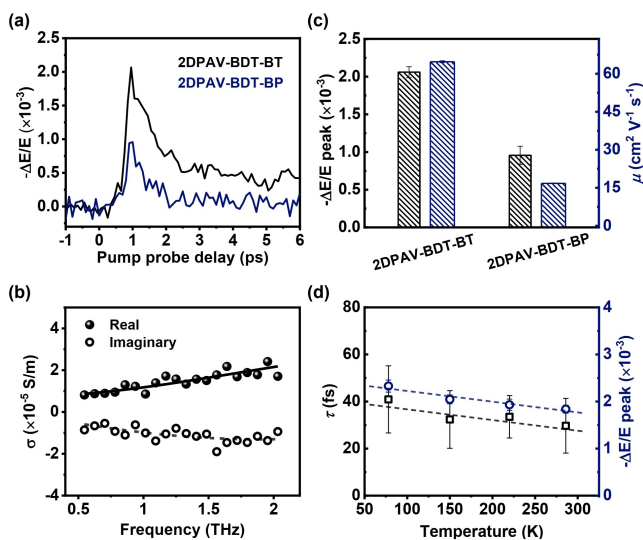 (a)
2DPAV-BDT-BT
2DPAV-BDT-BP
-ΔE/E (×10⁻³)
2.0
1.5
1.0
0.5
0.0
-1 0 1 2 3 4 5 6
Pump probe delay (ps)
(c)
-ΔE/E peak (×10⁻³)
2.5
2.0
1.5
1.0
0.5
0.0
60
45
30
15
0
μ (cm² V⁻¹ s⁻¹)
2DPAV-BDT-BT
2DPAV-BDT-BP
(b)
Real
Imaginary
σ (×10⁻⁵ S/m)
4
2
0
-2
-4
0.5 1.0 1.5 2.0
Frequency (THz)
(d)
τ (fs)
80
60
40
20
0
4
3
2
1
0
-ΔE/E peak (×10⁻³)
50 100 150 200 250 300
Temperature (K)